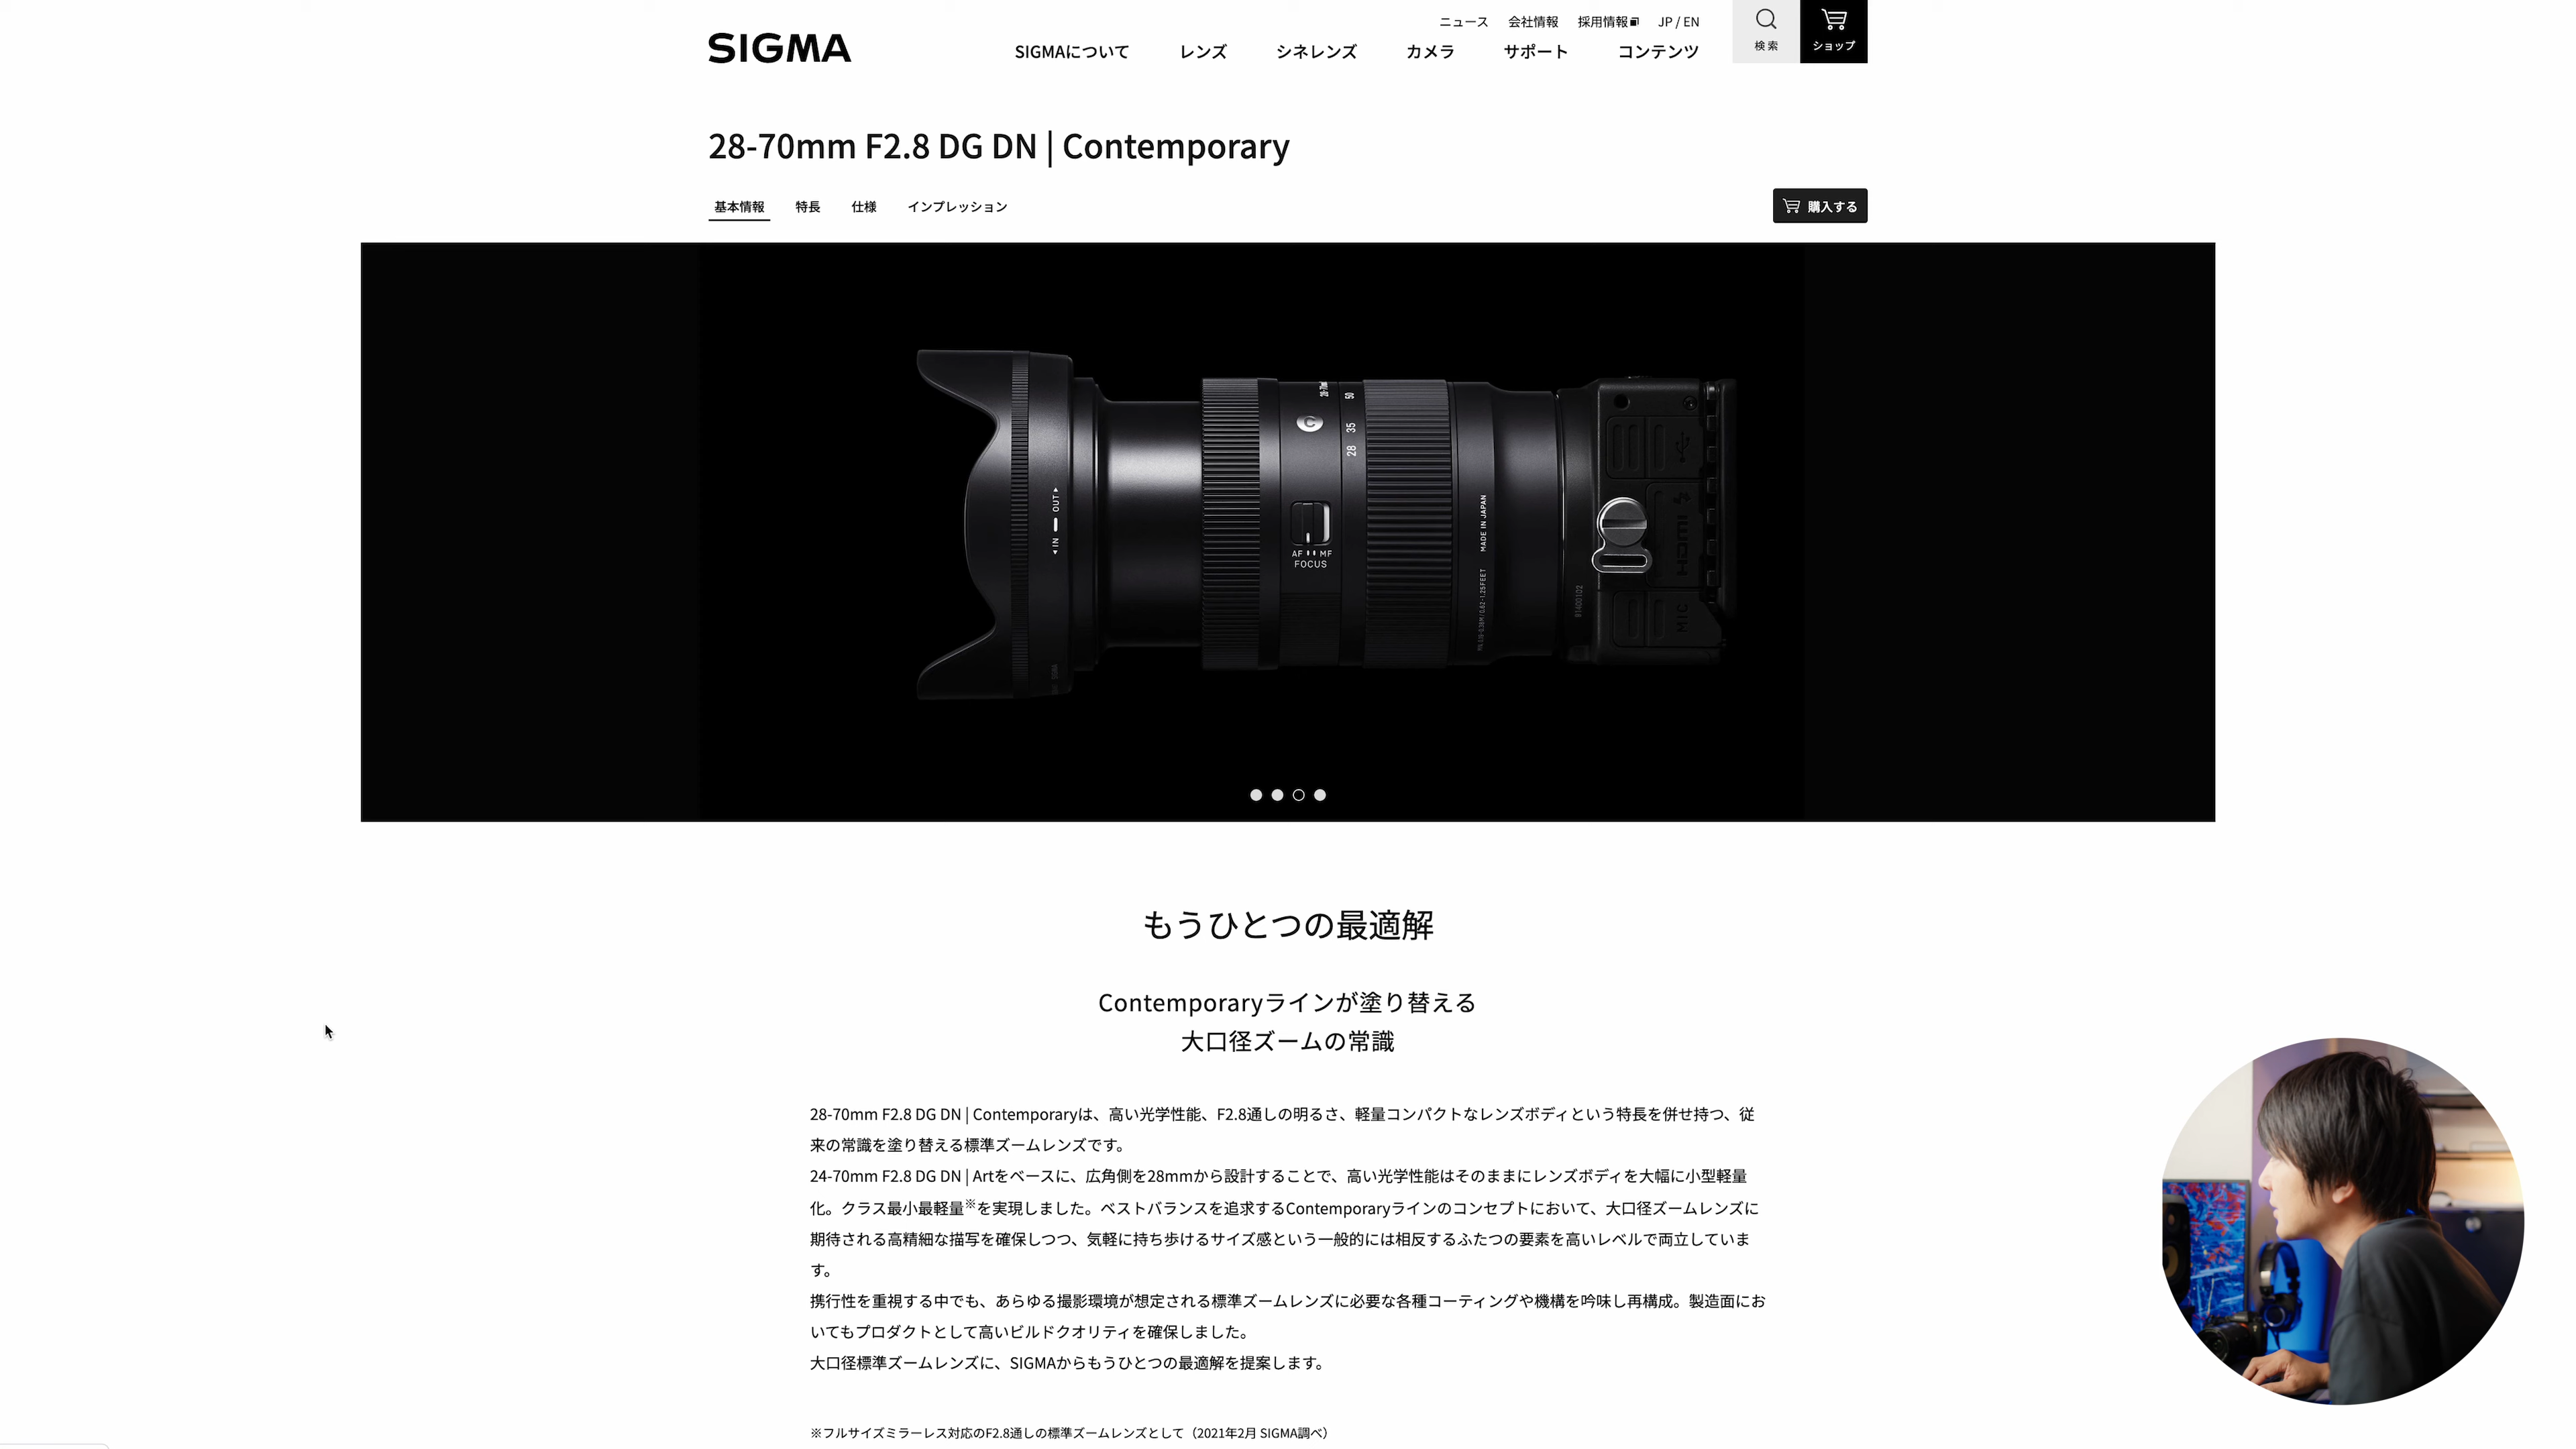 ニュース 会社情報 採用情報 JP / EN
SIGMA
SIGMAについて レンズ シネレンズ カメラ サポート コンテンツ
検索
ショップ
28-70mm F2.8 DG DN | Contemporary
基本情報 特長 仕様 インプレッション
購入する
C
50
35
28
IN OUT
AF MF
FOCUS
MADE IN JAPAN
HDMI
MIC
もうひとつの最適解
Contemporaryラインが塗り替える
大口径ズームの常識
28-70mm F2.8 DG DN | Contemporaryは、高い光学性能、F2.8通しの明るさ、軽量コンパクトなレンズボディという特長を併せ持つ、従
来の常識を塗り替える標準ズームレンズです。
24-70mm F2.8 DG DN | Artをベースに、広角側を28mmから設計することで、高い光学性能はそのままにレンズボディを大幅に小型軽量
化。クラス最小最軽量※を実現しました。ベストバランスを追求するContemporaryラインのコンセプトにおいて、大口径ズームレンズに
期待される高精細な描写を確保しつつ、気軽に持ち歩けるサイズ感という一般的には相反するふたつの要素を高いレベルで両立していま
す。
携行性を重視する中でも、あらゆる撮影環境が想定される標準ズームレンズに必要な各種コーティングや機構を吟味し再構成。製造面にお
いてもプロダクトとして高いビルドクオリティを確保しました。
大口径標準ズームレンズに、SIGMAからもうひとつの最適解を提案します。
※フルサイズミラーレス対応のF2.8通しの標準ズームレンズとして（2021年2月 SIGMA調べ）